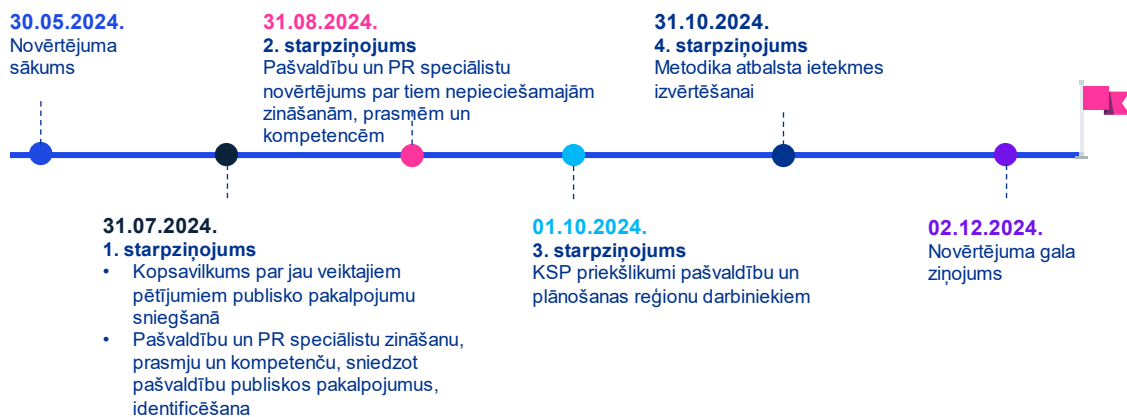 30.05.2024.
Novērtējuma
sākums
31.08.2024.
2. starpziņojums
Pašvaldību un PR speciālistu
novērtējums par tiem nepieciešamajām
zināšanām, prasmēm un
kompetencēm
31.10.2024.
4. starpziņojums
Metodika atbalsta ietekmes
izvērtēšanai
31.07.2024.
1. starpziņojums
• Kopsavilkums par jau veiktajiem
pētījumiem publisko pakalpojumu
sniegšanā
• Pašvaldību un PR speciālistu zināšanu,
prasmju un kompetenču, sniedzot
pašvaldību publiskos pakalpojumus,
identificēšana
01.10.2024.
3. starpziņojums
KSP priekšlikumi pašvaldību un
plānošanas reģionu darbiniekiem
02.12.2024.
Novērtējuma gala
ziņojums